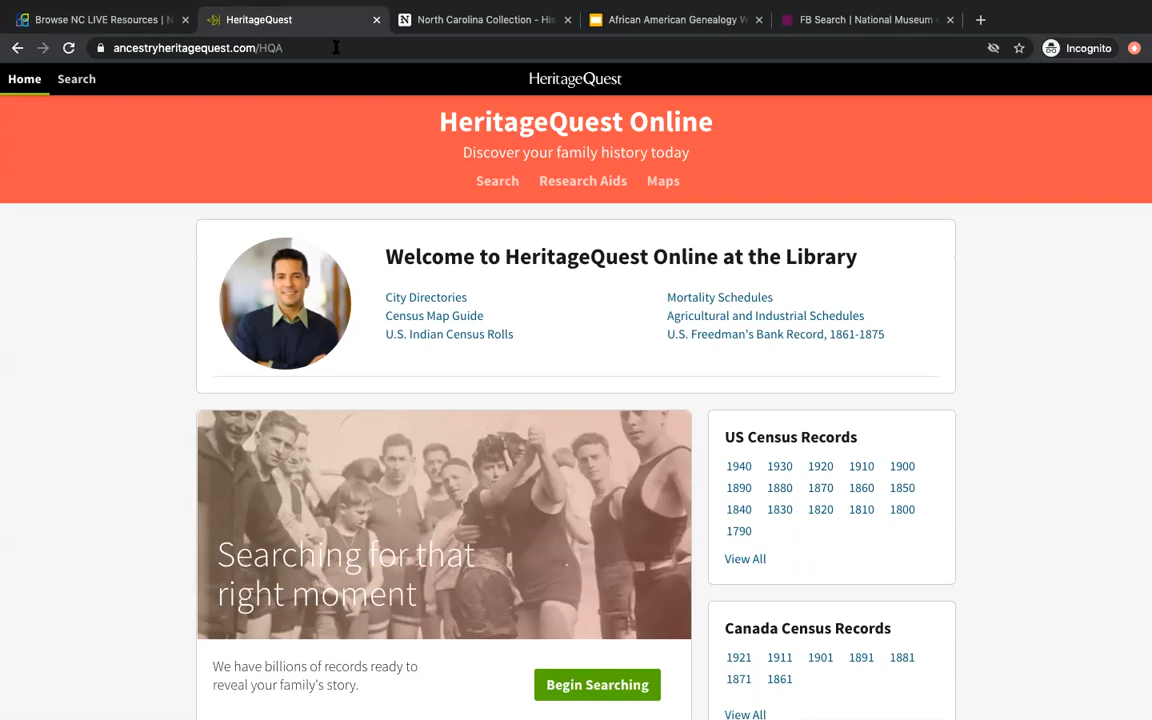 Browse NC LIVE Resources | N
HeritageQuest
North Carolina Collection - His
African American Genealogy W
FB Search | National Museum o
ancestryheritagequest.com/HQA
Incognito
Home
Search
HeritageQuest
HeritageQuest Online
Discover your family history today
Search
Research Aids
Maps
Welcome to HeritageQuest Online at the Library
City Directories
Mortality Schedules
Census Map Guide
Agricultural and Industrial Schedules
U.S. Indian Census Rolls
U.S. Freedman's Bank Record, 1861-1875
Searching for that
right moment
We have billions of records ready to
reveal your family's story.
Begin Searching
US Census Records
1940 1930 1920 1910 1900
1890 1880 1870 1860 1850
1840 1830 1820 1810 1800
1790
View All
Canada Census Records
1921 1911 1901 1891 1881
1871 1861
View All